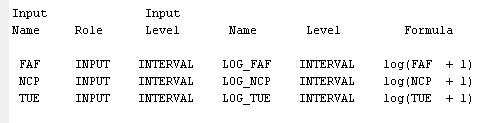 Input Input
Name Role Level Name Level Formula
FAF INPUT INTERVAL LOG_FAF INTERVAL log(FAF + 1)
NCP INPUT INTERVAL LOG_NCP INTERVAL log(NCP + 1)
TUE INPUT INTERVAL LOG_TUE INTERVAL log(TUE + 1)